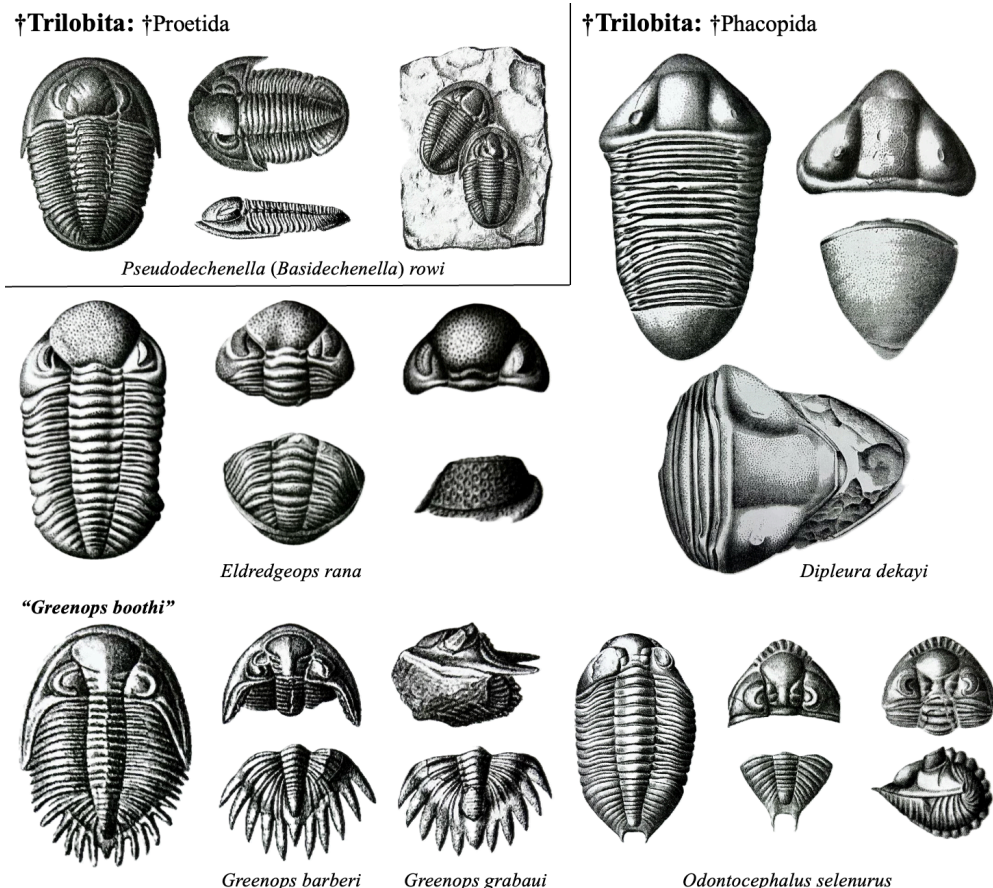 †Trilobita: †Proetida
†Trilobita: †Phacopida
Pseudodechenella (Basidechenella) rowi
Eldredgeops rana
Dipleura dekayi
“Greenops boothi”
Greenops barberi
Greenops grabaui
Odontocephalus selenurus